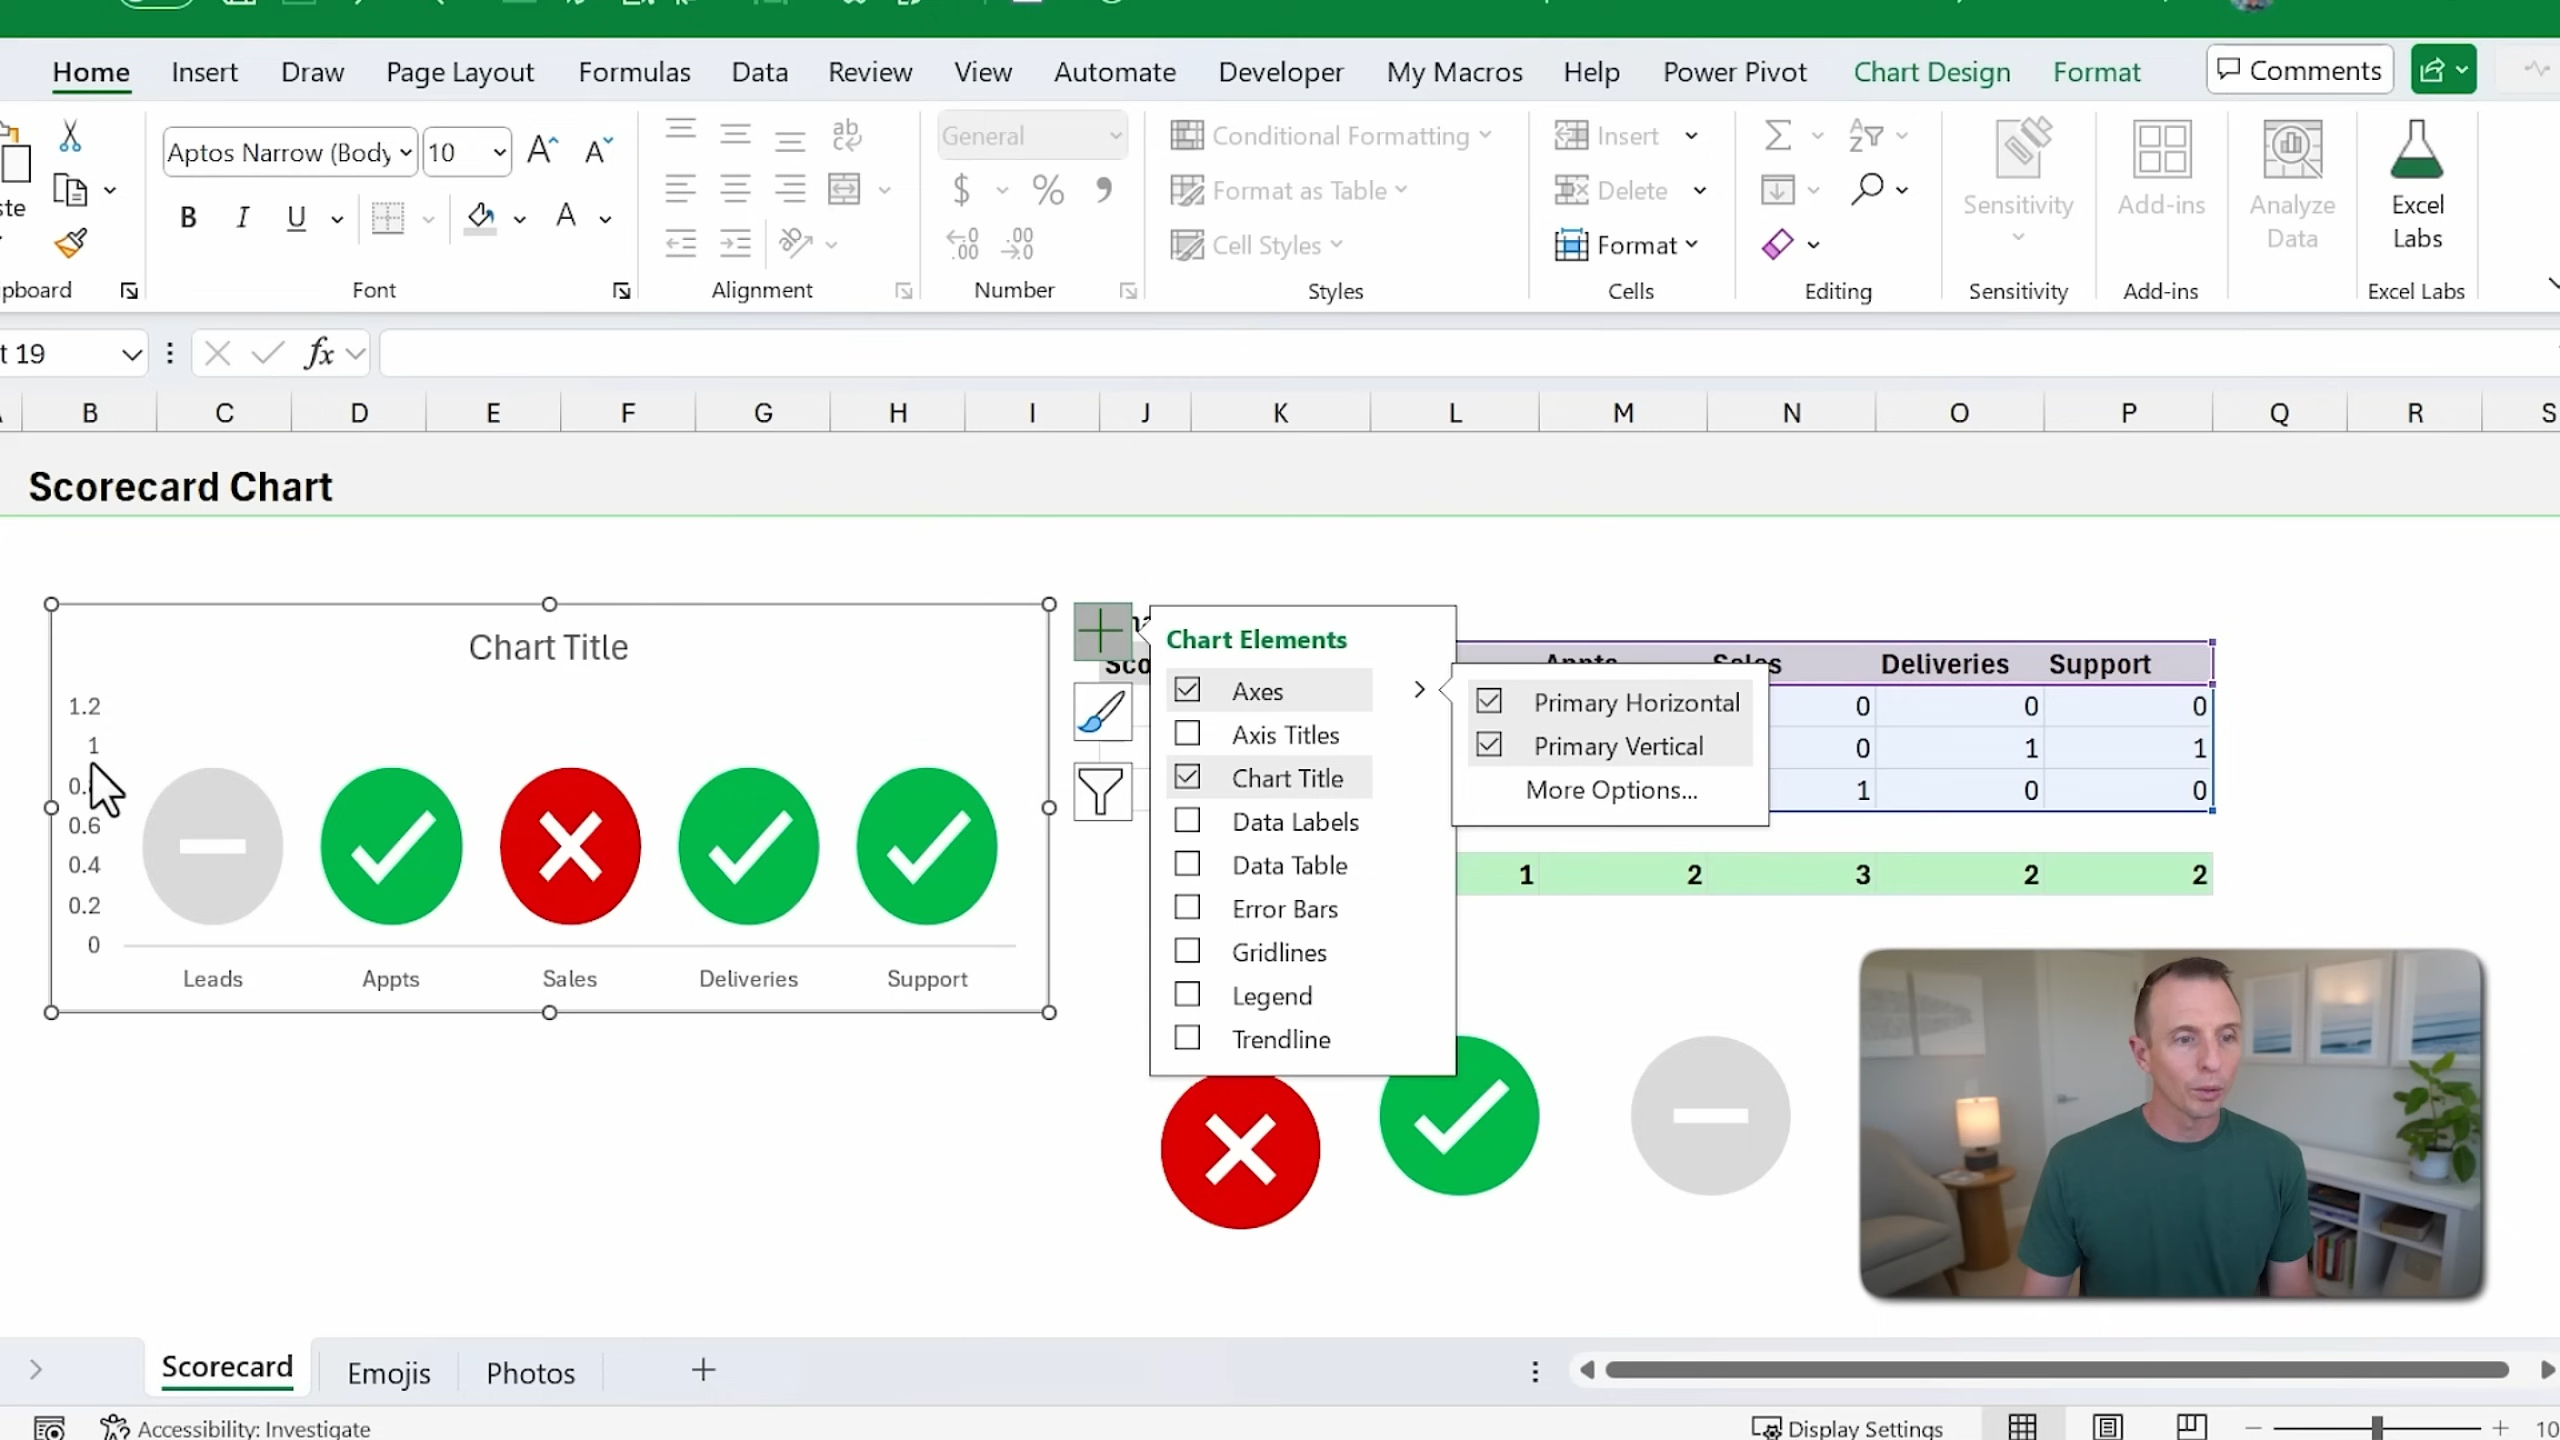 Home Insert Draw Page Layout Formulas Data Review View Automate Developer My Macros Help Power Pivot Chart Design Format Comments
Aptos Narrow (Body 10
General
Conditional Formatting
Format as Table
Cell Styles
Insert
Delete
Format
Sensitivity
Add-ins
Analyze
Data
Excel
Labs
B I U
Font Alignment Number Styles Cells Editing Sensitivity Add-ins Excel Labs
t 19
fx
B C D E F G H I J K L M N O P Q R S
Scorecard Chart
Chart Title
1.2
1
0.6
0.4
0.2
0
Leads Appts Sales Deliveries Support
Chart Elements
Axes
Axis Titles
Chart Title
Data Labels
Data Table
Error Bars
Gridlines
Legend
Trendline
Primary Horizontal
Primary Vertical
More Options...
Appts Sales Deliveries Support
0 0 0
0 1 1
1 0 0
1 2 3 2 2
Scorecard Emojis Photos
Accessibility: Investigate
Display Settings